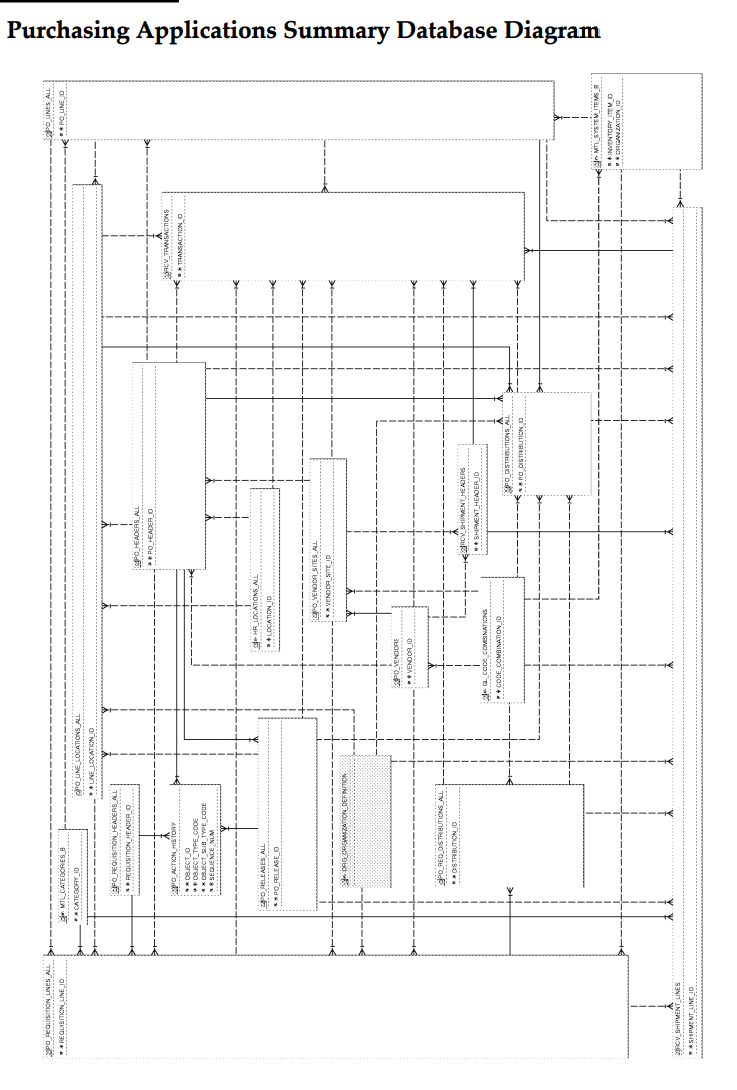 Purchasing Applications Summary Database Diagram
PO_LINES_ALL
# * PO_LINE_ID
MTL_SYSTEM_ITEMS_B
# * INVENTORY_ITEM_ID
# * ORGANIZATION_ID
RCV_TRANSACTIONS
# * TRANSACTION_ID
PO_LINE_LOCATIONS_ALL
# * LINE_LOCATION_ID
PO_HEADERS_ALL
# * PO_HEADER_ID
PO_DISTRIBUTIONS_ALL
# * PO_DISTRIBUTION_ID
RCV_SHIPMENT_HEADERS
# * SHIPMENT_HEADER_ID
HR_LOCATIONS_ALL
# * LOCATION_ID
PO_VENDOR_SITES_ALL
# * VENDOR_SITE_ID
PO_VENDORS
# * VENDOR_ID
GL_CODE_COMBINATIONS
# * CODE_COMBINATION_ID
MTL_CATEGORIES_B
# * CATEGORY_ID
PO_REQUISITION_HEADERS_ALL
# * REQUISITION_HEADER_ID
PO_ACTION_HISTORY
# * OBJECT_ID
# * OBJECT_TYPE_CODE
# * OBJECT_SUB_TYPE_CODE
# * SEQUENCE_NUM
PO_RELEASES_ALL
# * PO_RELEASE_ID
ORG_ORGANIZATION_DEFINITION
PO_REQ_DISTRIBUTIONS_ALL
# * DISTRIBUTION_ID
PO_REQUISITION_LINES_ALL
# * REQUISITION_LINE_ID
RCV_SHIPMENT_LINES
# * SHIPMENT_LINE_ID